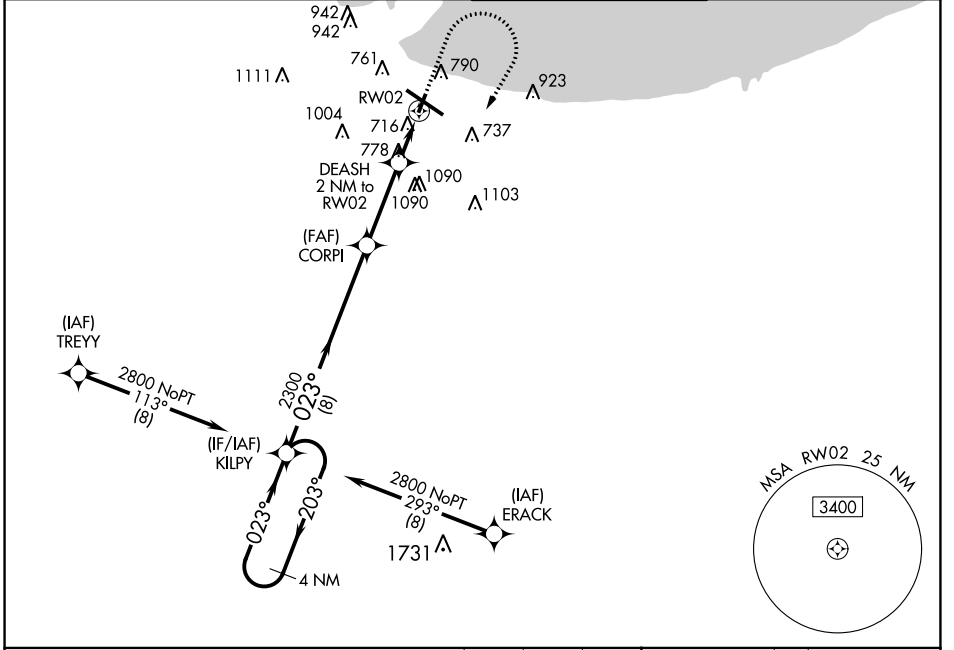 942
942
761
790
1111
923
RW02
1004
716
737
778
DEASH
2 NM to
RW02
1090
1090
1103
(FAF)
CORPI
(IAF)
TREYY
2800 NoPT
113°
(8)
2300
023°
(8)
(IF/IAF)
KILPY
023°
203°
4 NM
2800 NoPT
293°
(8)
(IAF)
ERACK
1731
MSA RW02 25 NM
3400